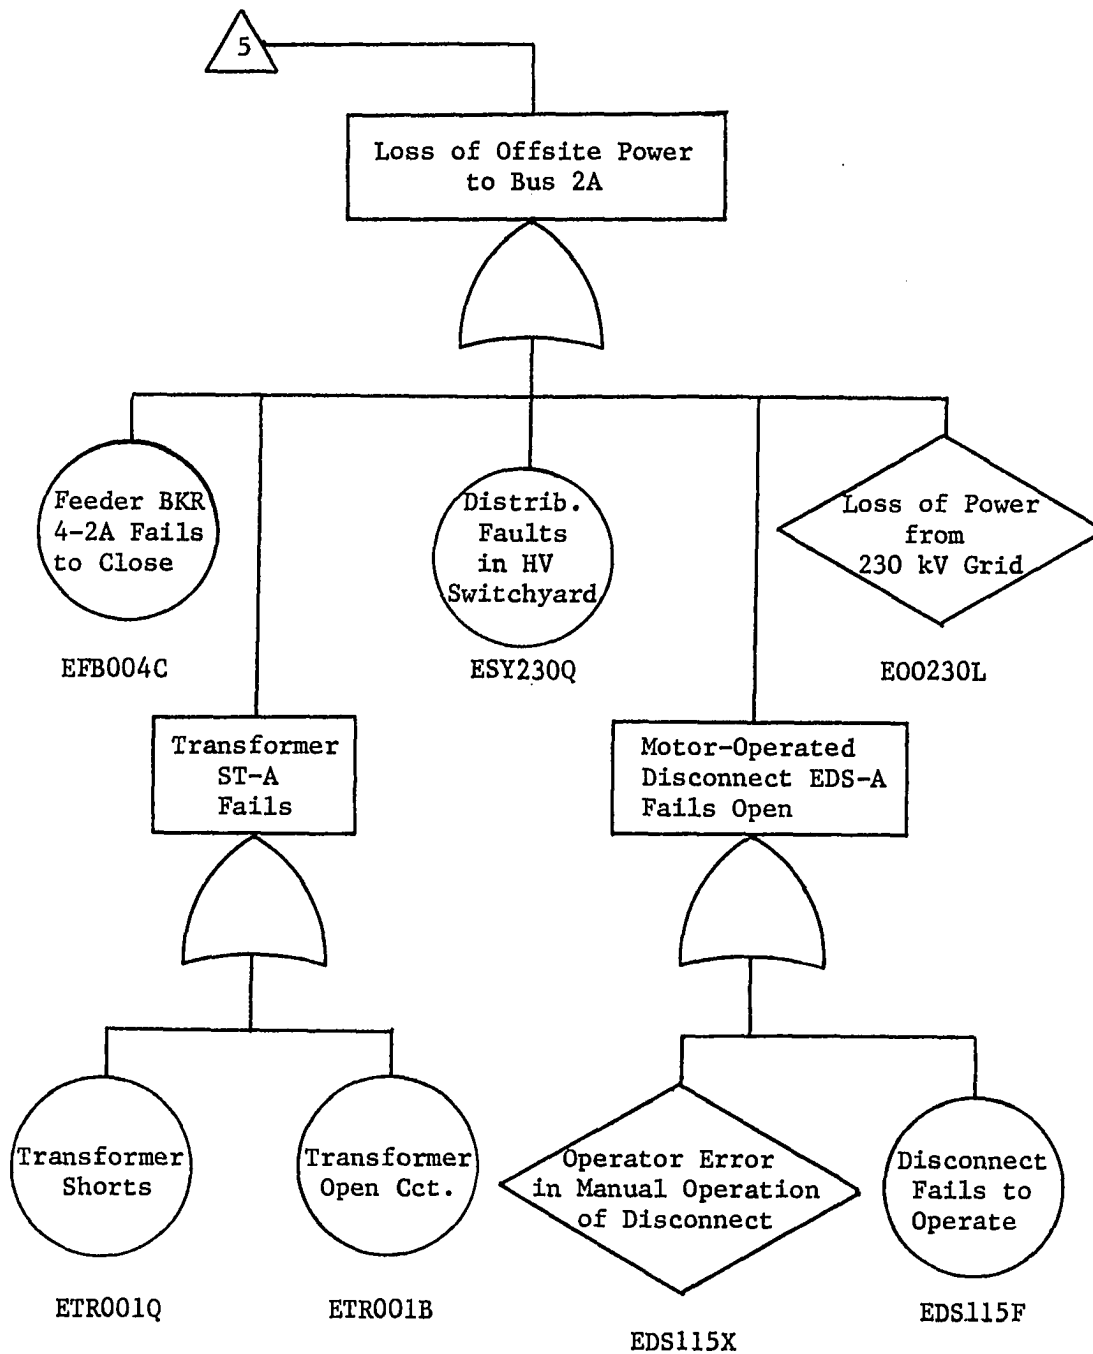 5
Loss of Offsite Power
to Bus 2A
Feeder BKR
4-2A Fails
to Close
EFB004C
Distrib.
Faults
in HV
Switchyard
ESY230Q
Loss of Power
from
230 kV Grid
E00230L
Transformer
ST-A
Fails
Motor-Operated
Disconnect EDS-A
Fails Open
Transformer
Shorts
ETR001Q
Transformer
Open Cct.
ETR001B
Operator Error
in Manual Operation
of Disconnect
EDS115X
Disconnect
Fails to
Operate
EDS115F